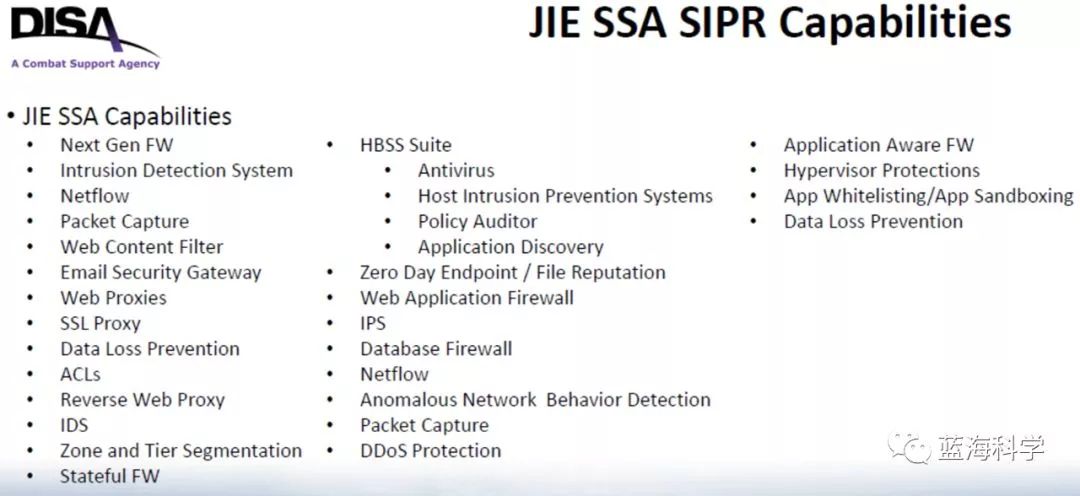 DISA
A Combat Support Agency
JIE SSA SIPR Capabilities
• JIE SSA Capabilities
• Next Gen FW
• Intrusion Detection System
• Netflow
• Packet Capture
• Web Content Filter
• Email Security Gateway
• Web Proxies
• SSL Proxy
• Data Loss Prevention
• ACLs
• Reverse Web Proxy
• IDS
• Zone and Tier Segmentation
• Stateful FW
• HBSS Suite
• Antivirus
• Host Intrusion Prevention Systems
• Policy Auditor
• Application Discovery
• Zero Day Endpoint / File Reputation
• Web Application Firewall
• IPS
• Database Firewall
• Netflow
• Anomalous Network Behavior Detection
• Packet Capture
• DDoS Protection
• Application Aware FW
• Hypervisor Protections
• App Whitelisting/App Sandboxing
• Data Loss Prevention
蓝海科学